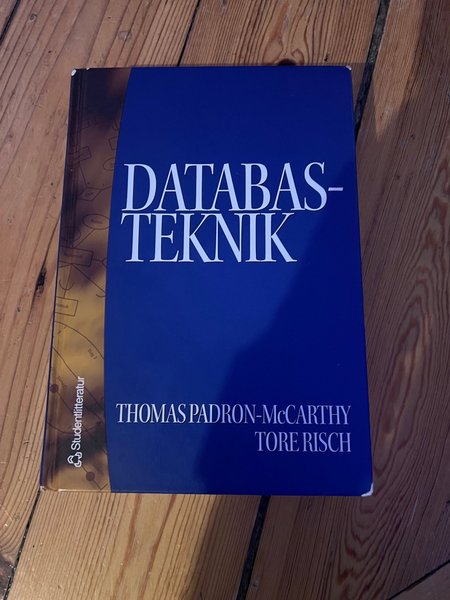 DATABAS-
TEKNIK
THOMAS PADRON-McCARTHY
TORE RISCH
Studentlitteratur